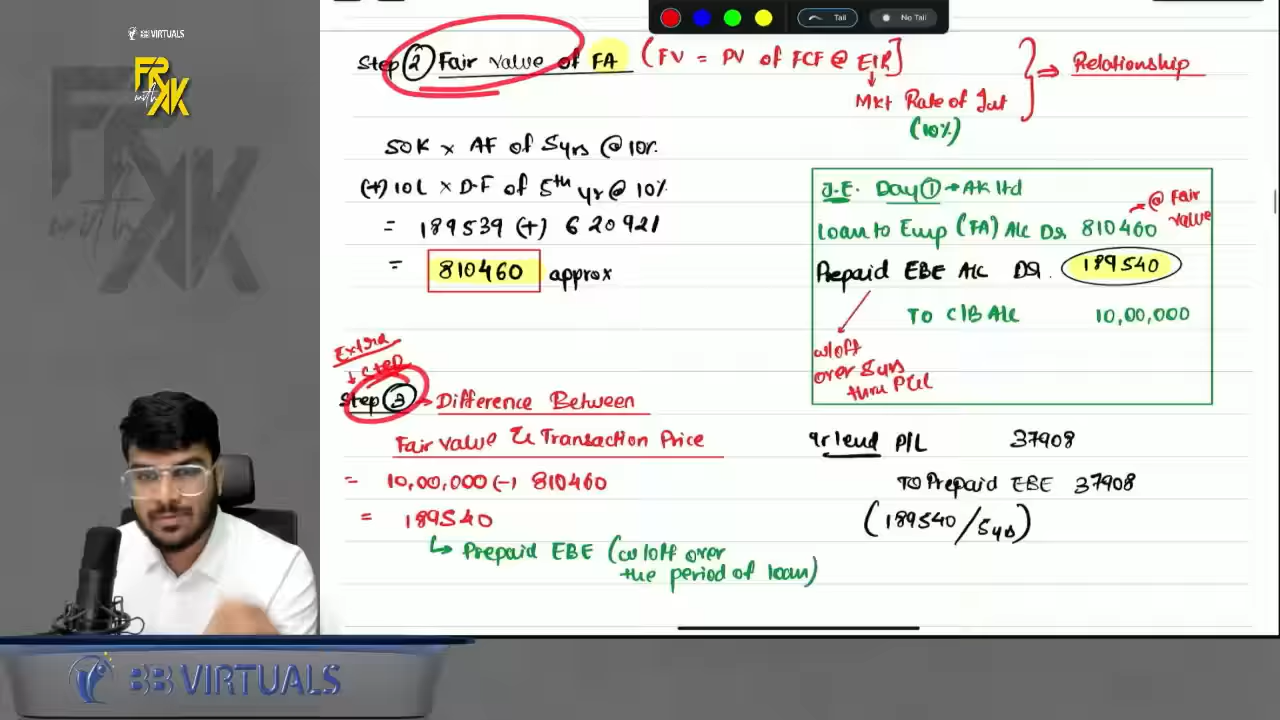 BB VIRTUALS
FR with AK
Tail
No Tail
Step ② Fair Value of FA (FV = PV of FCF @ EIR]
Mkt Rate of Int
(10%)
⇒ Relationship
50K × AF of 5yrs @ 10%
(+) 10L × D.F of 5th yr @ 10%
= 189539 (+) 620921
= 810460 approx
J.E. Day ① → AK ltd
Loan to Emp (FA) A/c Dr 810460 → @ Fair Value
Prepaid EBE A/c Dr. 189540
To C/B A/c 10,00,000
w/off
over 5yrs
thru P&L
Extra
Step
Step ③ → Difference Between
Fair Value & Transaction Price
= 10,00,000 (-) 810460
= 189540
↳ Prepaid EBE (w/off over
the period of loan)
yr1end P/L 37908
To Prepaid EBE 37908
(189540/5yrs)
BB VIRTUALS